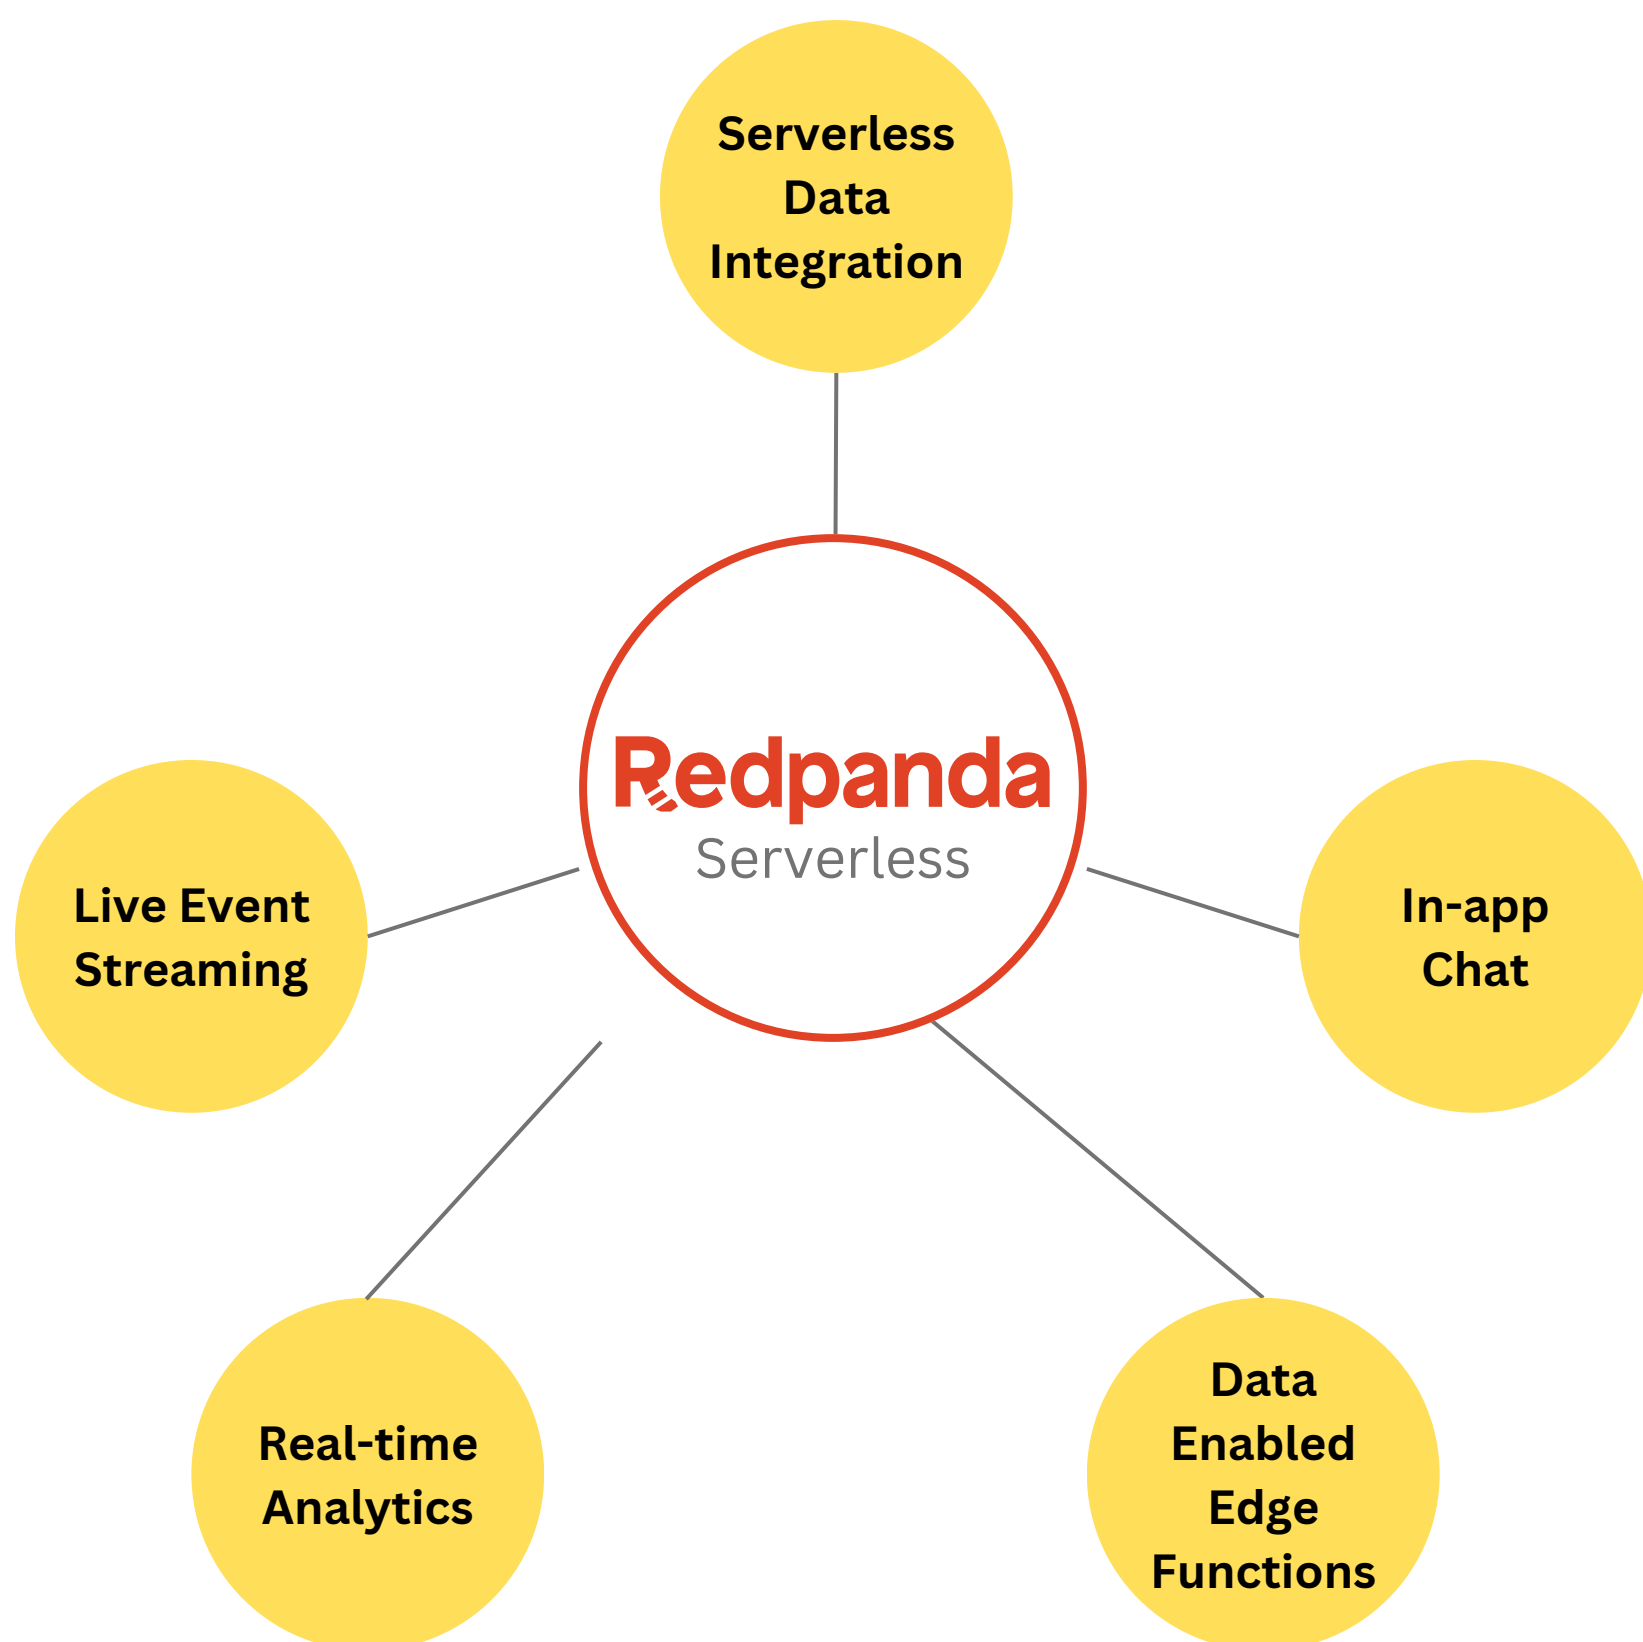 Serverless
Data
Integration
Redpanda
Serverless
Live Event
Streaming
In-app
Chat
Real-time
Analytics
Data
Enabled
Edge
Functions